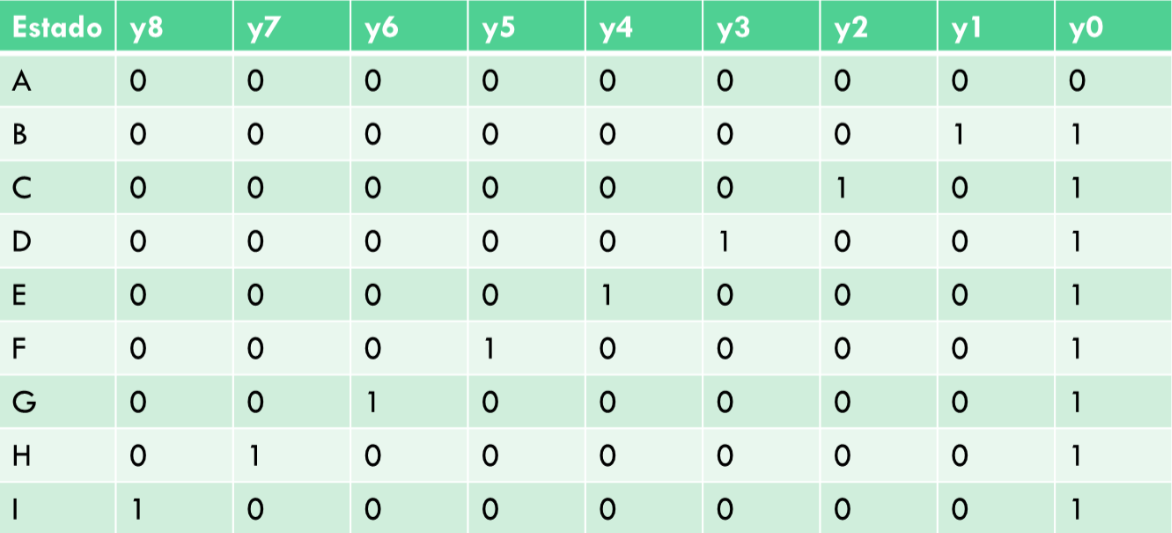 Estado y8 y7 y6 y5 y4 y3 y2 y1 y0
A 0 0 0 0 0 0 0 0 0
B 0 0 0 0 0 0 0 1 1
C 0 0 0 0 0 0 1 0 1
D 0 0 0 0 0 1 0 0 1
E 0 0 0 0 1 0 0 0 1
F 0 0 0 1 0 0 0 0 1
G 0 0 1 0 0 0 0 0 1
H 0 1 0 0 0 0 0 0 1
I 1 0 0 0 0 0 0 0 1